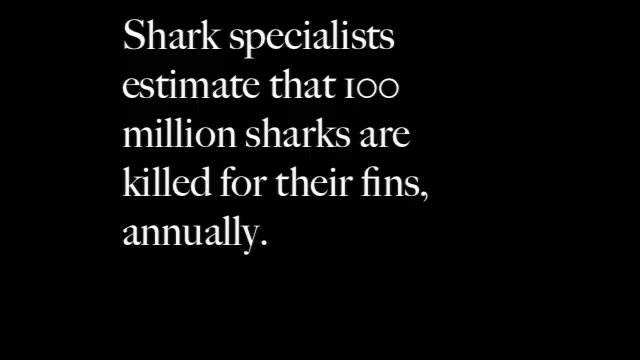 Shark specialists
estimate that 100
million sharks are
killed for their fins,
annually.